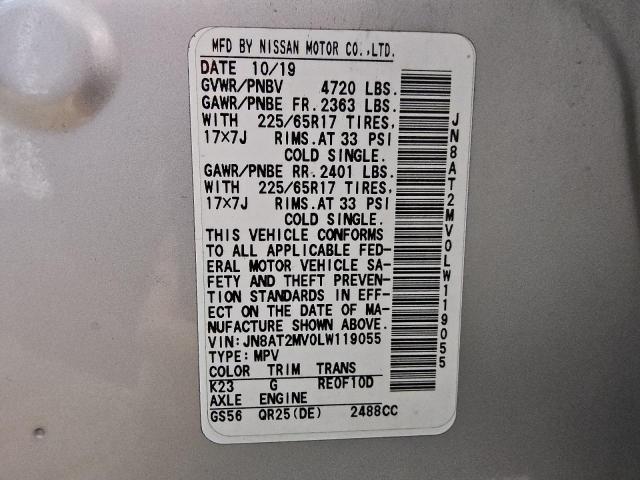 MFD BY NISSAN MOTOR CO.,LTD.
DATE 10/19
GVWR/PNBV 4720 LBS.
GAWR/PNBE FR. 2363 LBS.
WITH 225/65R17 TIRES,
17×7J RIMS.AT 33 PSI
COLD SINGLE.
GAWR/PNBE RR. 2401 LBS.
WITH 225/65R17 TIRES,
17×7J RIMS.AT 33 PSI
COLD SINGLE.
THIS VEHICLE CONFORMS
TO ALL APPLICABLE FED-
ERAL MOTOR VEHICLE SA-
FETY AND THEFT PREVEN-
TION STANDARDS IN EFF-
ECT ON THE DATE OF MA-
NUFACTURE SHOWN ABOVE.
VIN: JN8AT2MV0LW119055
TYPE: MPV
COLOR TRIM TRANS
K23 G RE0F10D
AXLE ENGINE
GS56 QR25(DE) 2488CC
JN8AT2MV0LW119055